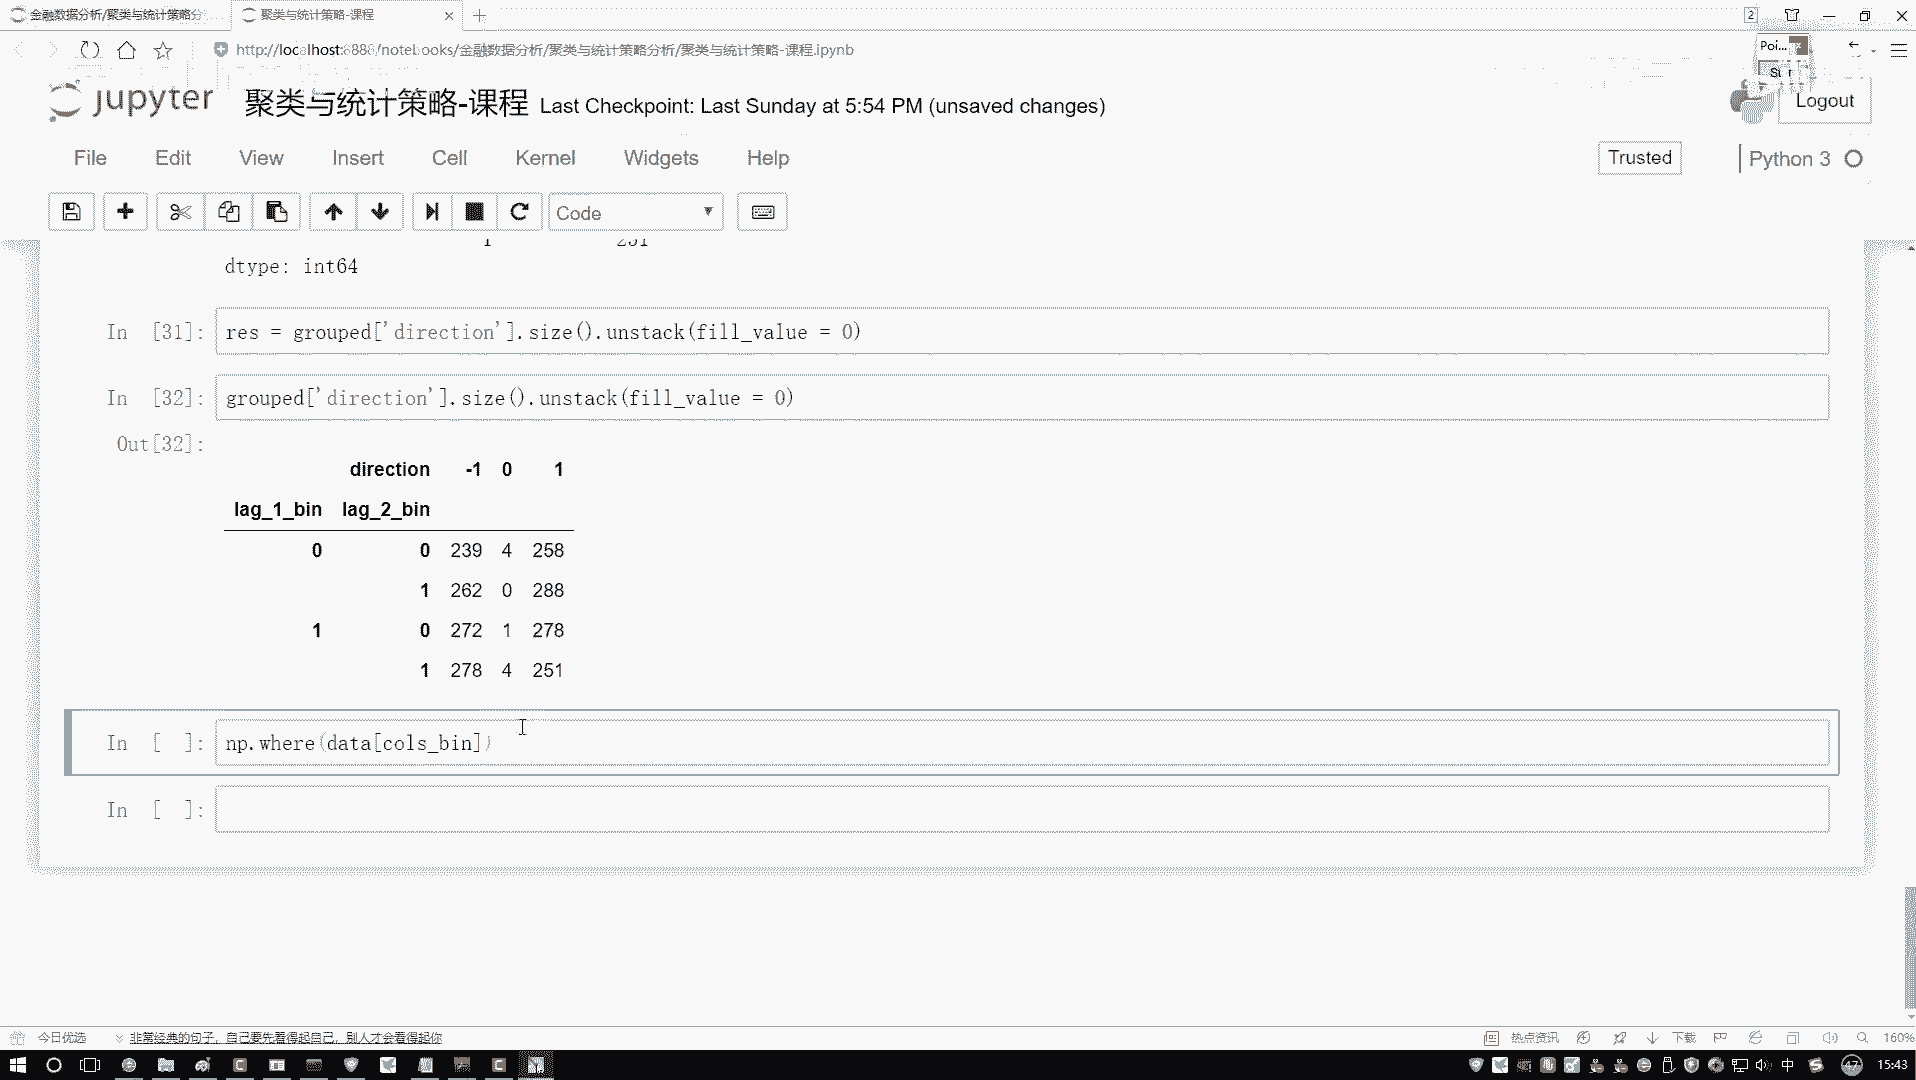 金融数据分析/聚类与统计策略分
聚类与统计策略-课程
2
http://localhost:8888/notebooks/金融数据分析/聚类与统计策略分析/聚类与统计策略-课程.ipynb
Poi...
jupyter 聚类与统计策略-课程 Last Checkpoint: Last Sunday at 5:54 PM (unsaved changes)
Logout
File Edit View Insert Cell Kernel Widgets Help
Trusted Python 3
Code
1 251
dtype: int64
In [31]: res = grouped['direction'].size().unstack(fill_value = 0)
In [32]: grouped['direction'].size().unstack(fill_value = 0)
Out[32]:
direction -1 0 1
lag_1_bin lag_2_bin
0 0 239 4 258
1 262 0 288
1 0 272 1 278
1 278 4 251
In [ ]: np.where(data[cols_bin])
In [ ]:
今日优选 非常经典的句子，自己要先看得起自己，别人才会看得起你
热点资讯 下载 160%
中 47 15:43